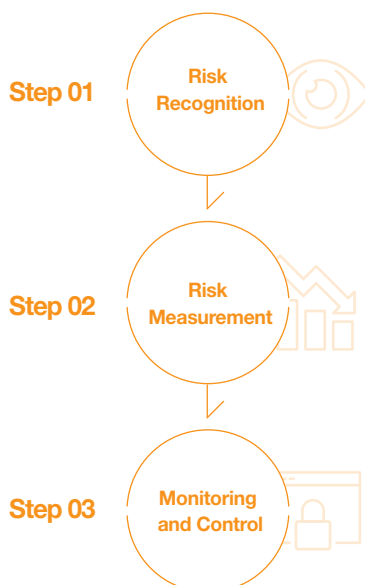 Step 01
Risk
Recognition
Step 02
Risk
Measurement
Step 03
Monitoring
and Control